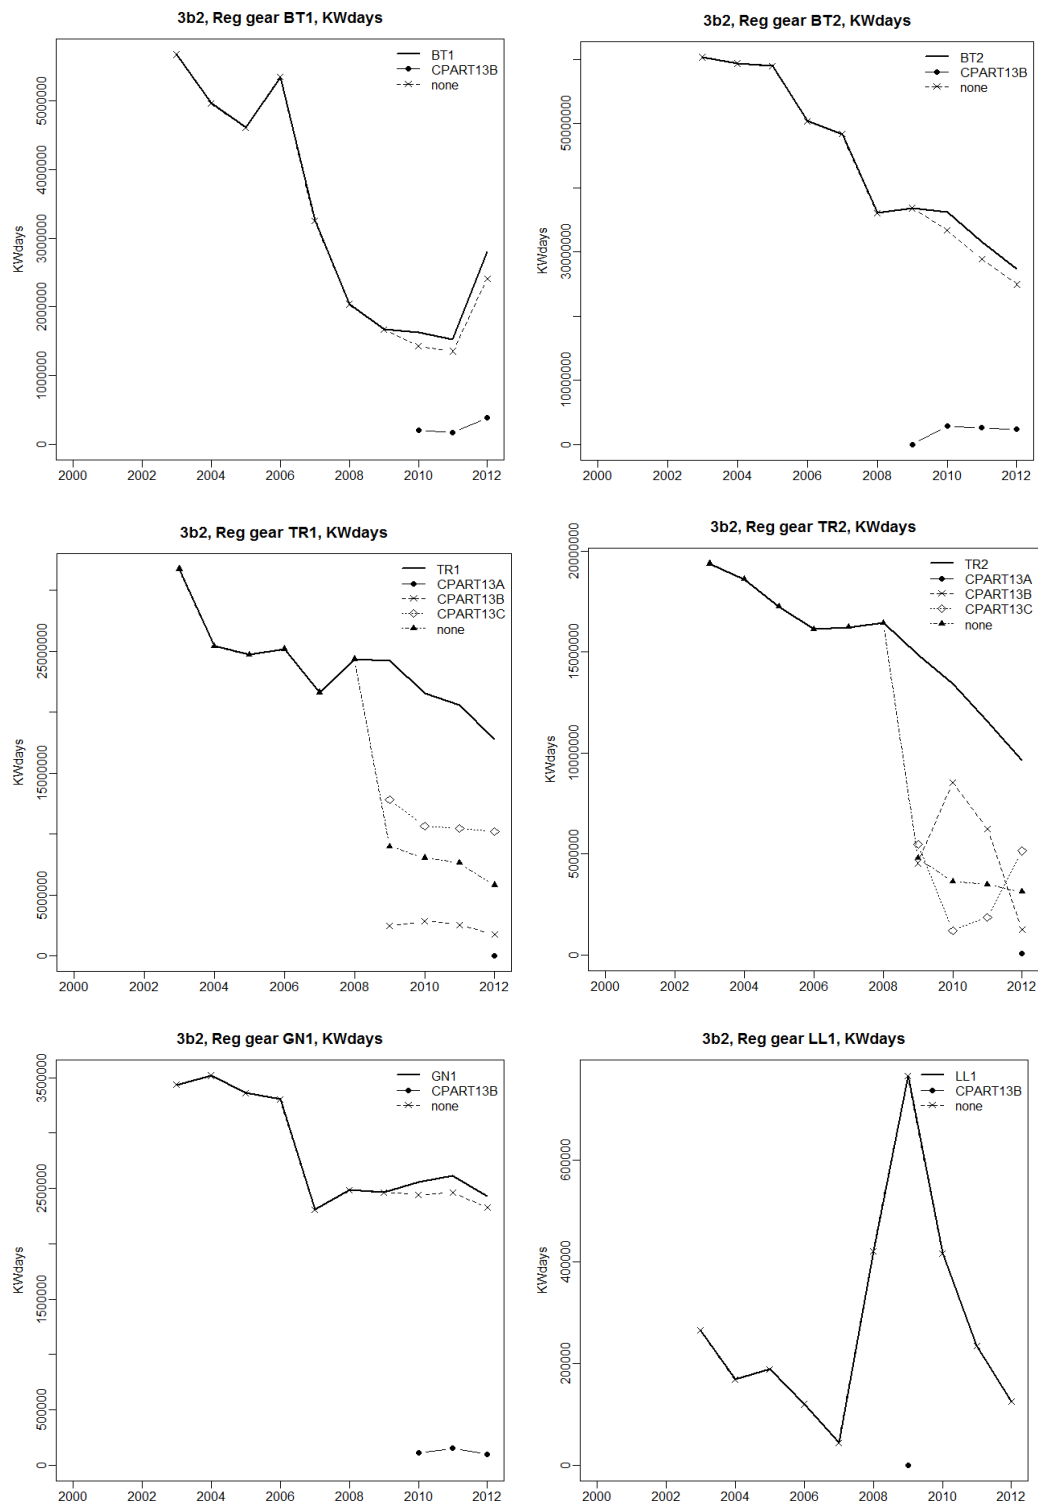 3b2, Reg gear BT1, KWdays
BT1
CPART13B
none
KWdays
5000000
4000000
3000000
2000000
1000000
0
2000 2002 2004 2006 2008 2010 2012
3b2, Reg gear BT2, KWdays
BT2
CPART13B
none
KWdays
50000000
30000000
10000000
0
2000 2002 2004 2006 2008 2010 2012
3b2, Reg gear TR1, KWdays
TR1
CPART13A
CPART13B
CPART13C
none
KWdays
25000000
15000000
5000000
0
2000 2002 2004 2006 2008 2010 2012
3b2, Reg gear TR2, KWdays
TR2
CPART13A
CPART13B
CPART13C
none
KWdays
20000000
15000000
10000000
5000000
0
2000 2002 2004 2006 2008 2010 2012
3b2, Reg gear GN1, KWdays
GN1
CPART13B
none
KWdays
3500000
2500000
1500000
500000
0
2000 2002 2004 2006 2008 2010 2012
3b2, Reg gear LL1, KWdays
LL1
CPART13B
none
KWdays
600000
400000
200000
0
2000 2002 2004 2006 2008 2010 2012